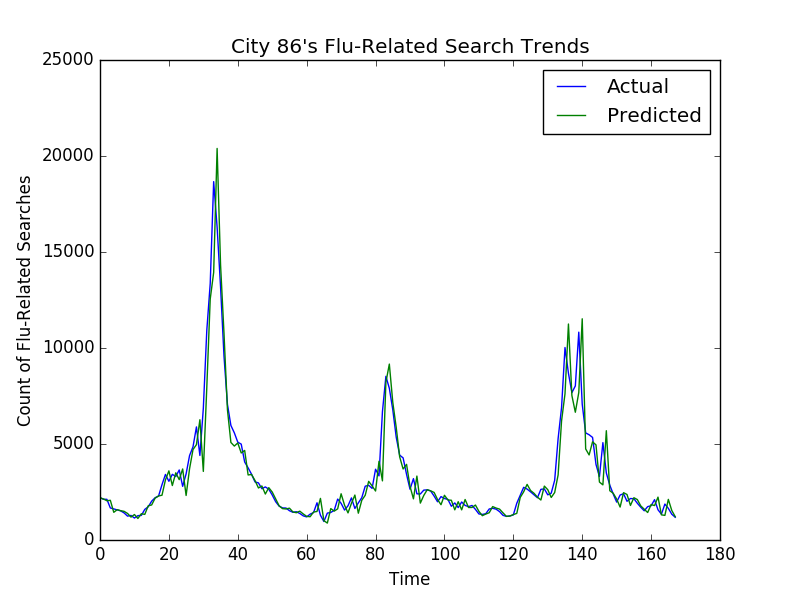 City 86's Flu-Related Search Trends
25000
20000
15000
10000
5000
0
Count of Flu-Related Searches
Actual
Predicted
0 20 40 60 80 100 120 140 160 180
Time